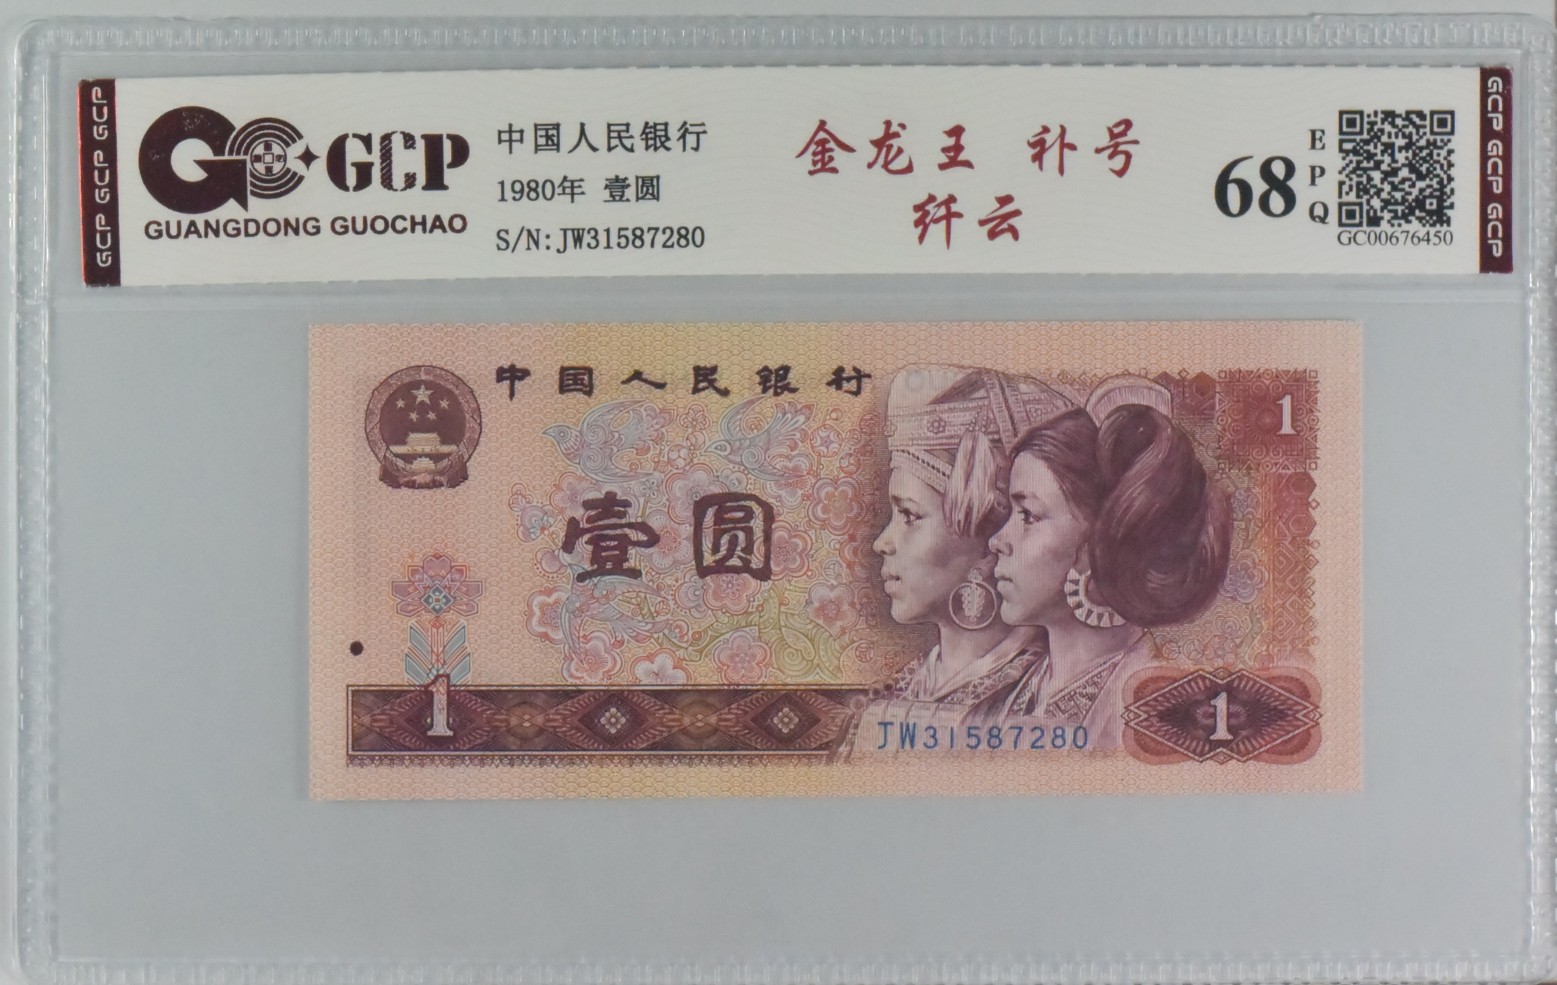 GCP GCP GCP
GCP
GUANGDONG GUOCHAO
中国人民银行
1980年 壹圆
S/N:JW31587280
金龙王 补号
纤云
68
EPQ
GC00676450
GCP GCP GCP
中国人民银行
1
壹圆
1
JW31587280
1